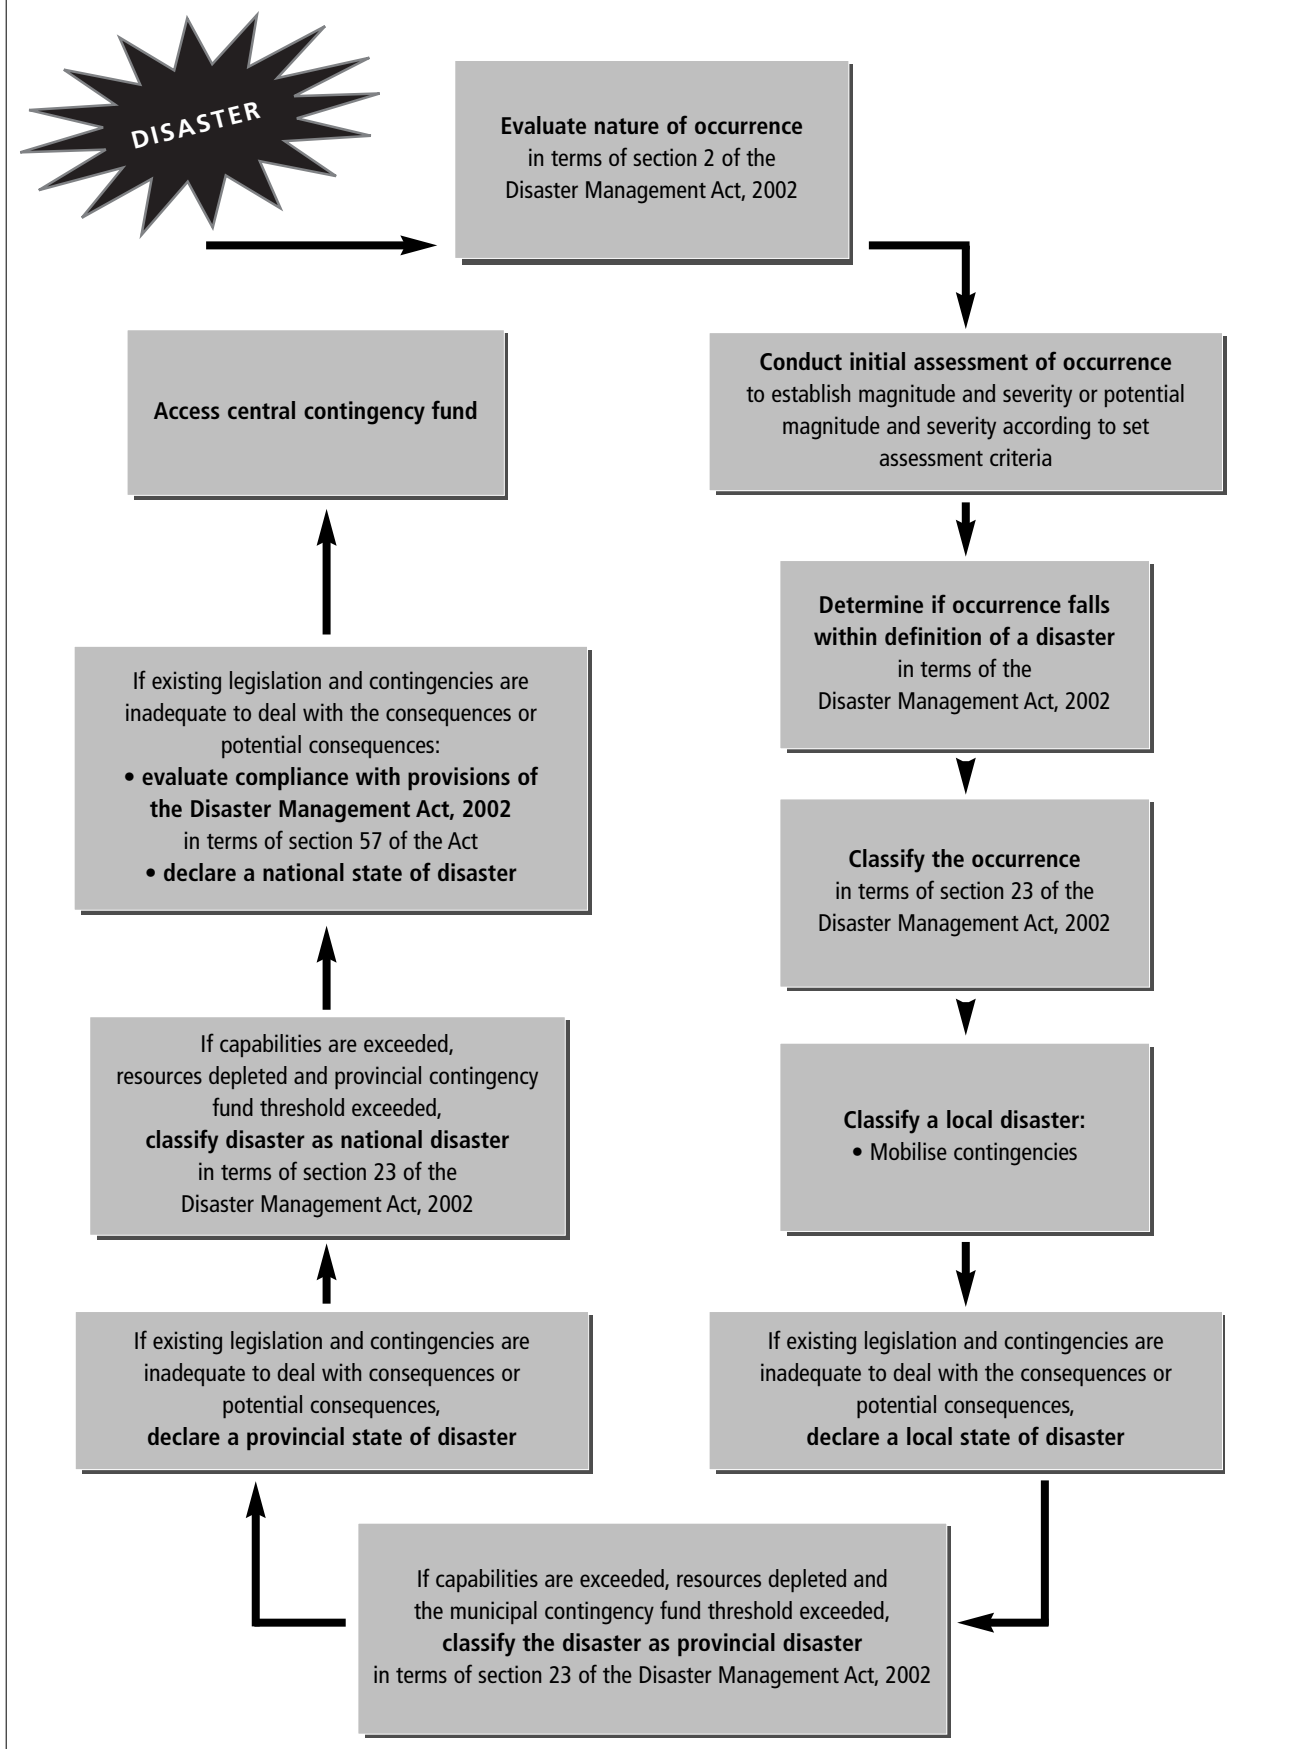 DISASTER
Evaluate nature of occurrence
in terms of section 2 of the
Disaster Management Act, 2002
Conduct initial assessment of occurrence
to establish magnitude and severity or potential
magnitude and severity according to set
assessment criteria
Determine if occurrence falls
within definition of a disaster
in terms of the
Disaster Management Act, 2002
Classify the occurrence
in terms of section 23 of the
Disaster Management Act, 2002
Classify a local disaster:
• Mobilise contingencies
If existing legislation and contingencies are
inadequate to deal with the consequences or
potential consequences,
declare a local state of disaster
If capabilities are exceeded, resources depleted and
the municipal contingency fund threshold exceeded,
classify the disaster as provincial disaster
in terms of section 23 of the Disaster Management Act, 2002
If existing legislation and contingencies are
inadequate to deal with consequences or
potential consequences,
declare a provincial state of disaster
If capabilities are exceeded,
resources depleted and provincial contingency
fund threshold exceeded,
classify disaster as national disaster
in terms of section 23 of the
Disaster Management Act, 2002
If existing legislation and contingencies are
inadequate to deal with the consequences or
potential consequences:
• evaluate compliance with provisions of
the Disaster Management Act, 2002
in terms of section 57 of the Act
• declare a national state of disaster
Access central contingency fund